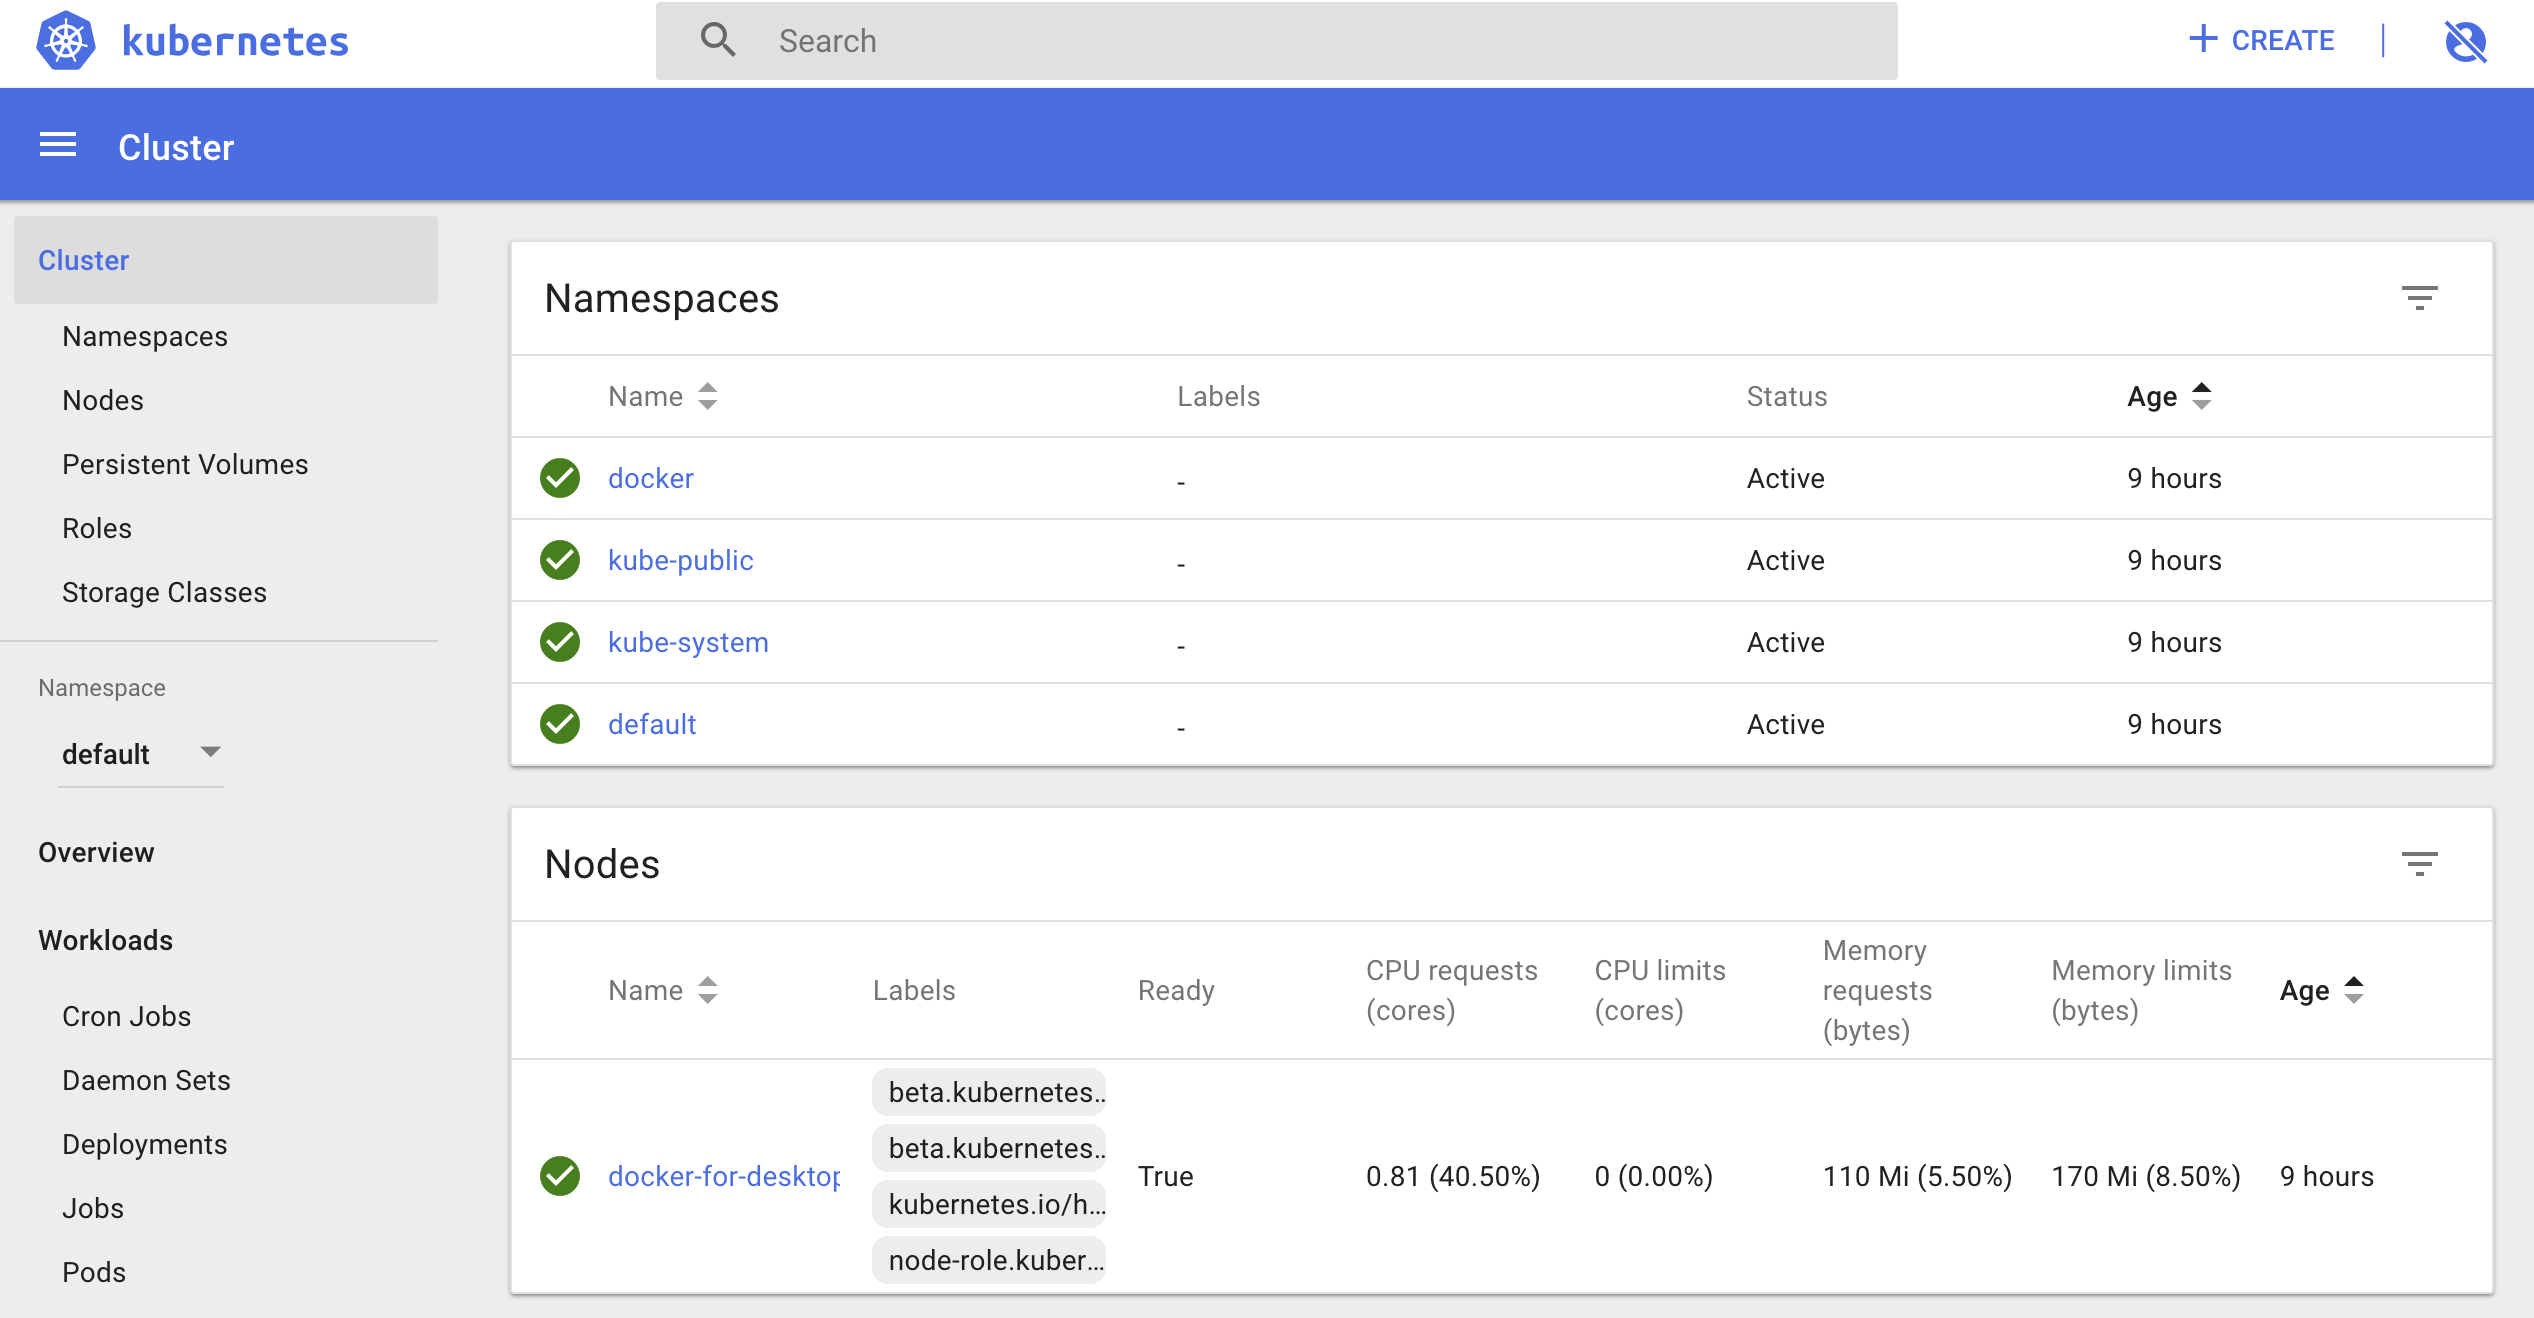 kubernetes
Search
CREATE
Cluster
Cluster
Namespaces
Nodes
Persistent Volumes
Roles
Storage Classes
Namespace
default
Overview
Workloads
Cron Jobs
Daemon Sets
Deployments
Jobs
Pods
Namespaces
Name Labels Status Age
docker - Active 9 hours
kube-public - Active 9 hours
kube-system - Active 9 hours
default - Active 9 hours
Nodes
Name Labels Ready CPU requests (cores) CPU limits (cores) Memory requests (bytes) Memory limits (bytes) Age
beta.kubernetes..
beta.kubernetes..
docker-for-desktop True 0.81 (40.50%) 0 (0.00%) 110 Mi (5.50%) 170 Mi (8.50%) 9 hours
kubernetes.io/h...
node-role.kuber...